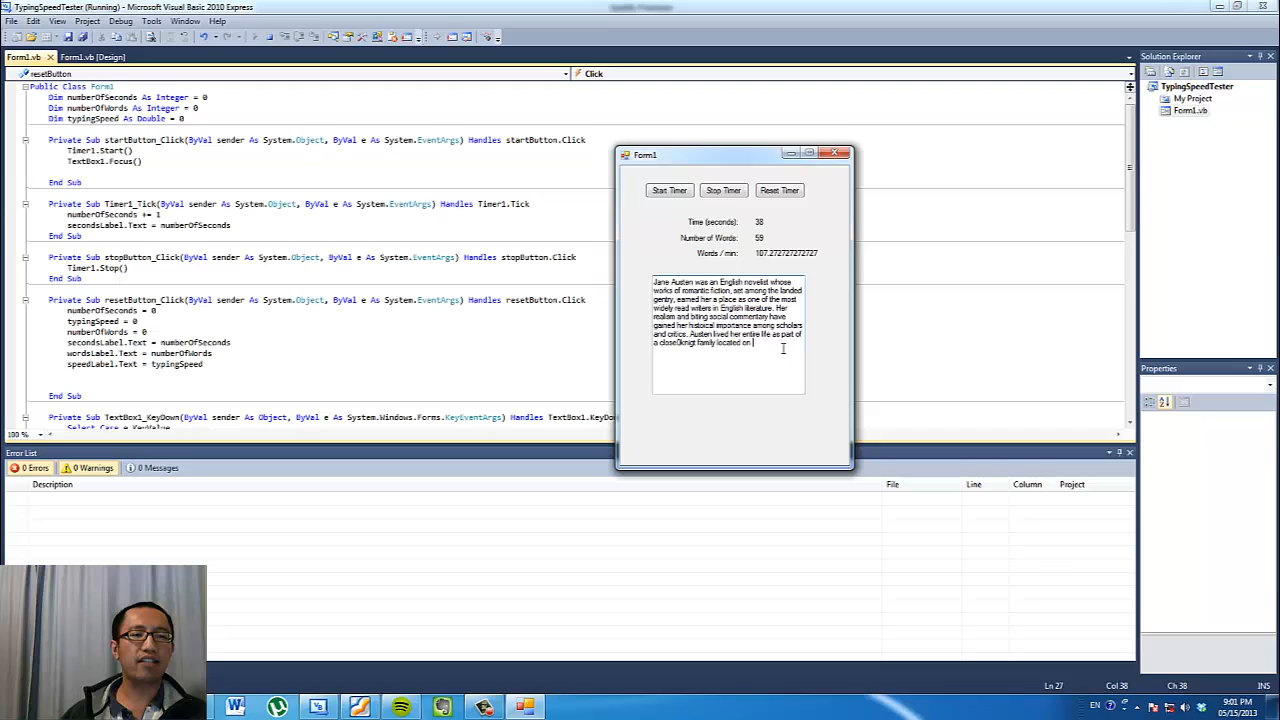 TypingSpeedTester (Running) - Microsoft Visual Basic 2010 Express
File Edit View Project Debug Tools Window Help
Form1.vb Form1.vb [Design]
resetButton Click
Public Class Form1
Dim numberOfSeconds As Integer = 0
Dim numberOfWords As Integer = 0
Dim typingSpeed As Double = 0
Private Sub startButton_Click(ByVal sender As System.Object, ByVal e As System.EventArgs) Handles startButton.Click
Timer1.Start()
TextBox1.Focus()
End Sub
Private Sub Timer1_Tick(ByVal sender As System.Object, ByVal e As System.EventArgs) Handles Timer1.Tick
numberOfSeconds += 1
secondsLabel.Text = numberOfSeconds
End Sub
Private Sub stopButton_Click(ByVal sender As System.Object, ByVal e As System.EventArgs) Handles stopButton.Click
Timer1.Stop()
End Sub
Private Sub resetButton_Click(ByVal sender As System.Object, ByVal e As System.EventArgs) Handles resetButton.Click
numberOfSeconds = 0
typingSpeed = 0
numberOfWords = 0
secondsLabel.Text = numberOfSeconds
wordsLabel.Text = numberOfWords
speedLabel.Text = typingSpeed
End Sub
Private Sub TextBox1_KeyDown(ByVal sender As Object, ByVal e As System.Windows.Forms.KeyEventArgs) Handles TextBox1.KeyDow
Select Case e.KeyValue
100 %
Form1
Start Timer Stop Timer Reset Timer
Time (seconds): 38
Number of Words: 59
Words / min: 107.272727272727
Jane Austen was an English novelist whose
works of romantic fiction, set among the landed
gentry, earned her a place as one of the most
widely read writers in English literature. Her
realism and biting social commentary have
gained her histoical importance among scholars
and critics. Austen lived her entire life as part of
a close knigt family located on
Solution Explorer
TypingSpeedTester
My Project
Form1.vb
Properties
Error List
0 Errors 0 Warnings 0 Messages
Description File Line Column Project
Ln 27 Col 38 Ch 38 INS
EN 9:01 PM
05/15/2013